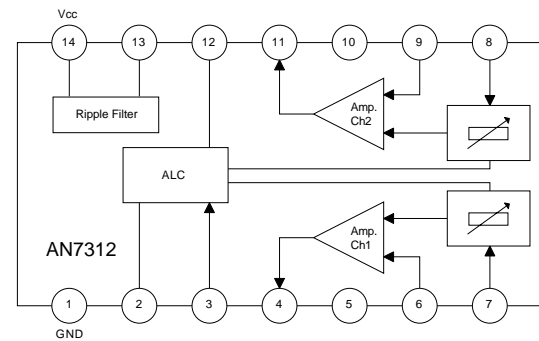 Vcc
14 13 12 11 10 9 8
Ripple Filter
Amp.
Ch2
ALC
Amp.
Ch1
AN7312
1 2 3 4 5 6 7
GND